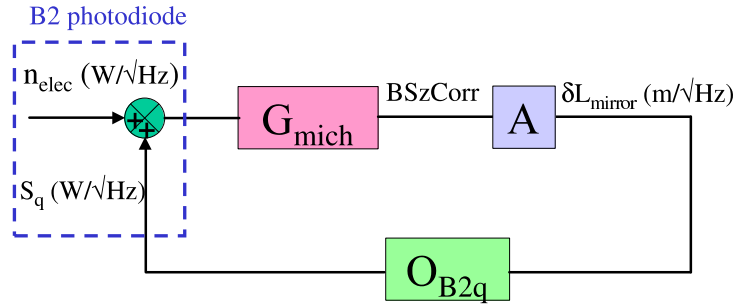 B2 photodiode
n_elec (W/√Hz)
BSzCorr
δL_mirror (m/√Hz)
G_mich
A
+
+
S_q (W/√Hz)
O_B2q